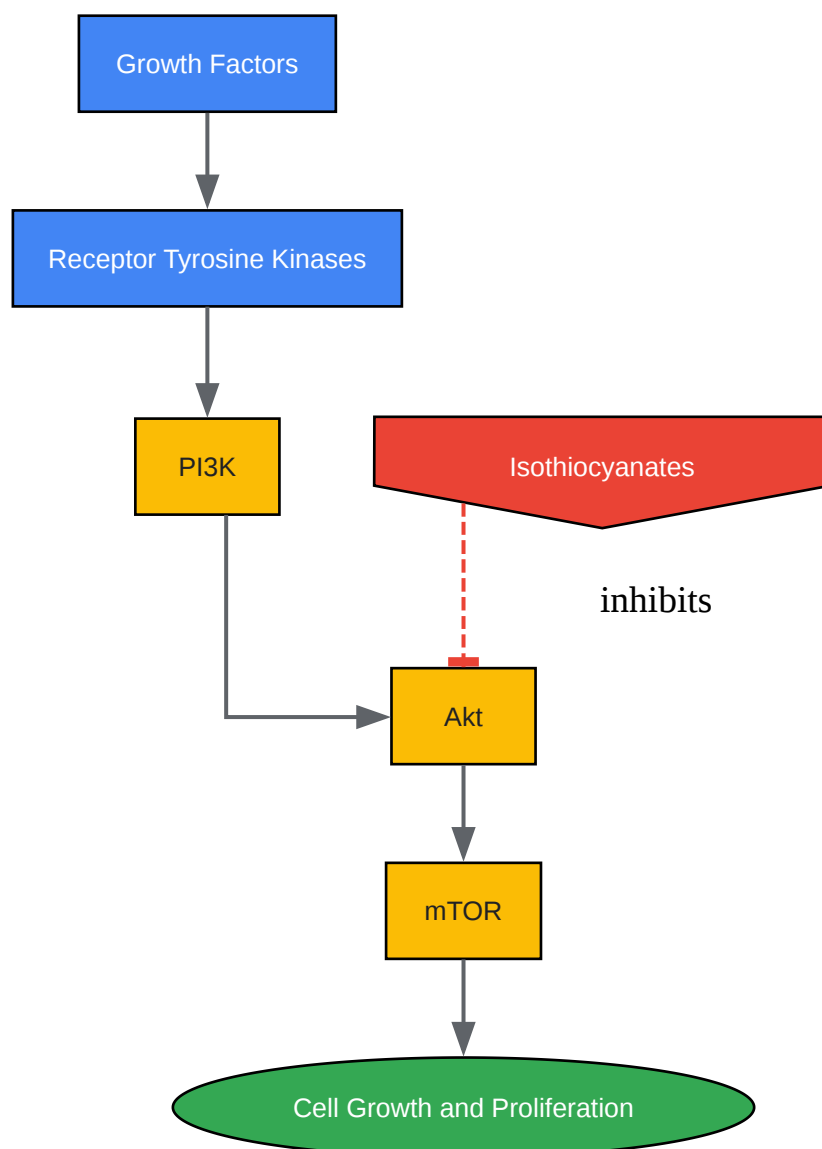 Growth Factors
Receptor Tyrosine Kinases
PI3K
Isothiocyanates
inhibits
Akt
mTOR
Cell Growth and Proliferation